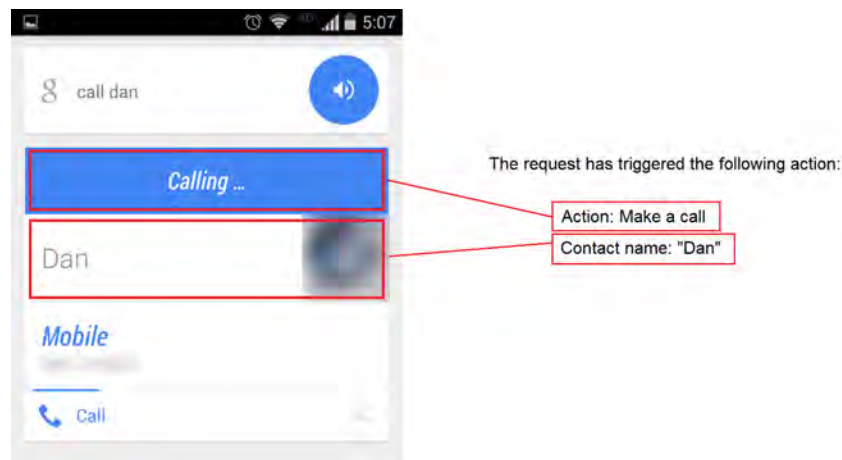 5:07
g call dan
Calling ...
Dan
Mobile
Call
The request has triggered the following action:
Action: Make a call
Contact name: "Dan"